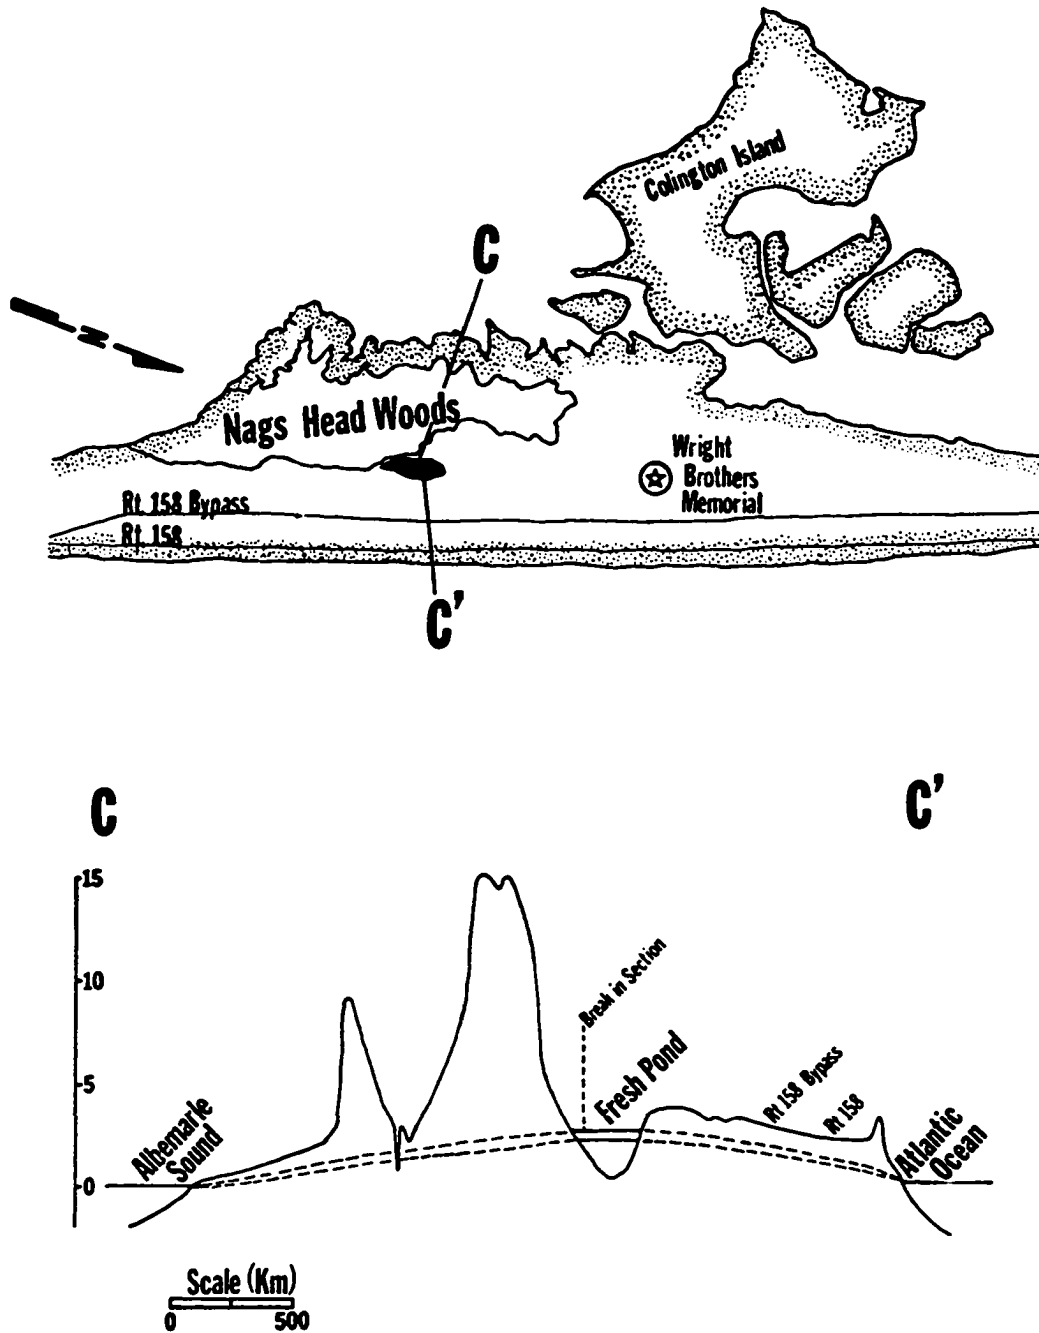 Colington Island
C
Nags Head Woods
Wright
Brothers
Memorial
Rt. 158 Bypass
Rt. 158
C'
C
C'
15
10
5
0
Break in Section
Fresh Pond
Rt 158 Bypass
Rt 158
Albemarle
Sound
Atlantic
Ocean
Scale (Km)
0 500